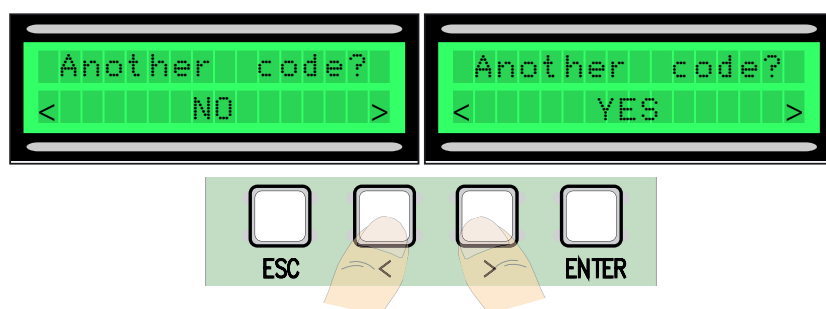 Another code?
< NO >
Another code?
< YES >
ESC < > ENTER